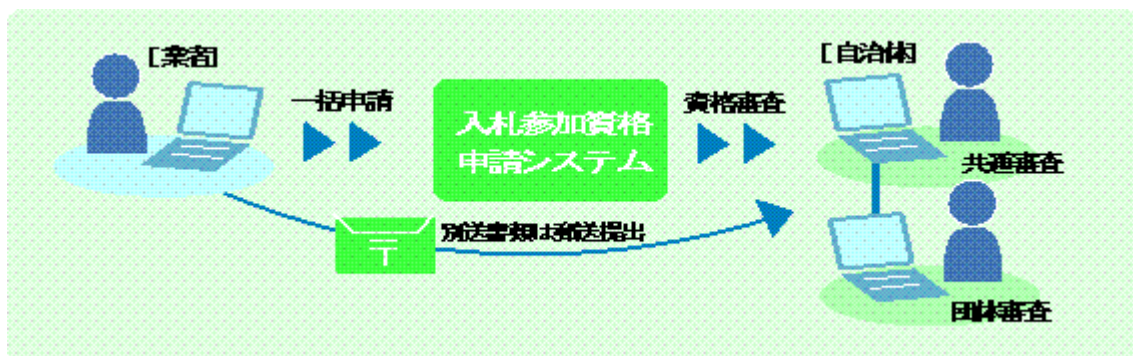 [業者]
一括申請
入札参加資格
申請システム
資格審査
[自治体]
共通審査
別送書類は郵送提出
団体審査